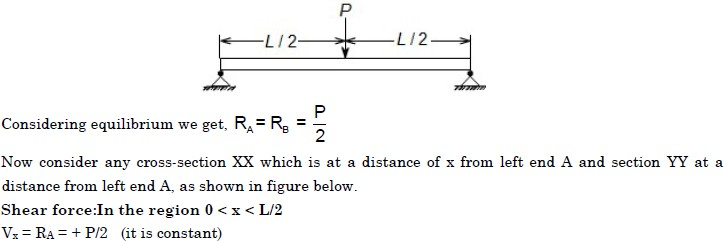 P
L/2 L/2
Considering equilibrium we get, R_A = R_B = P/2
Now consider any cross-section XX which is at a distance of x from left end A and section YY at a
distance from left end A, as shown in figure below.
Shear force:In the region 0 < x < L/2
V_x = R_A = + P/2 (it is constant)